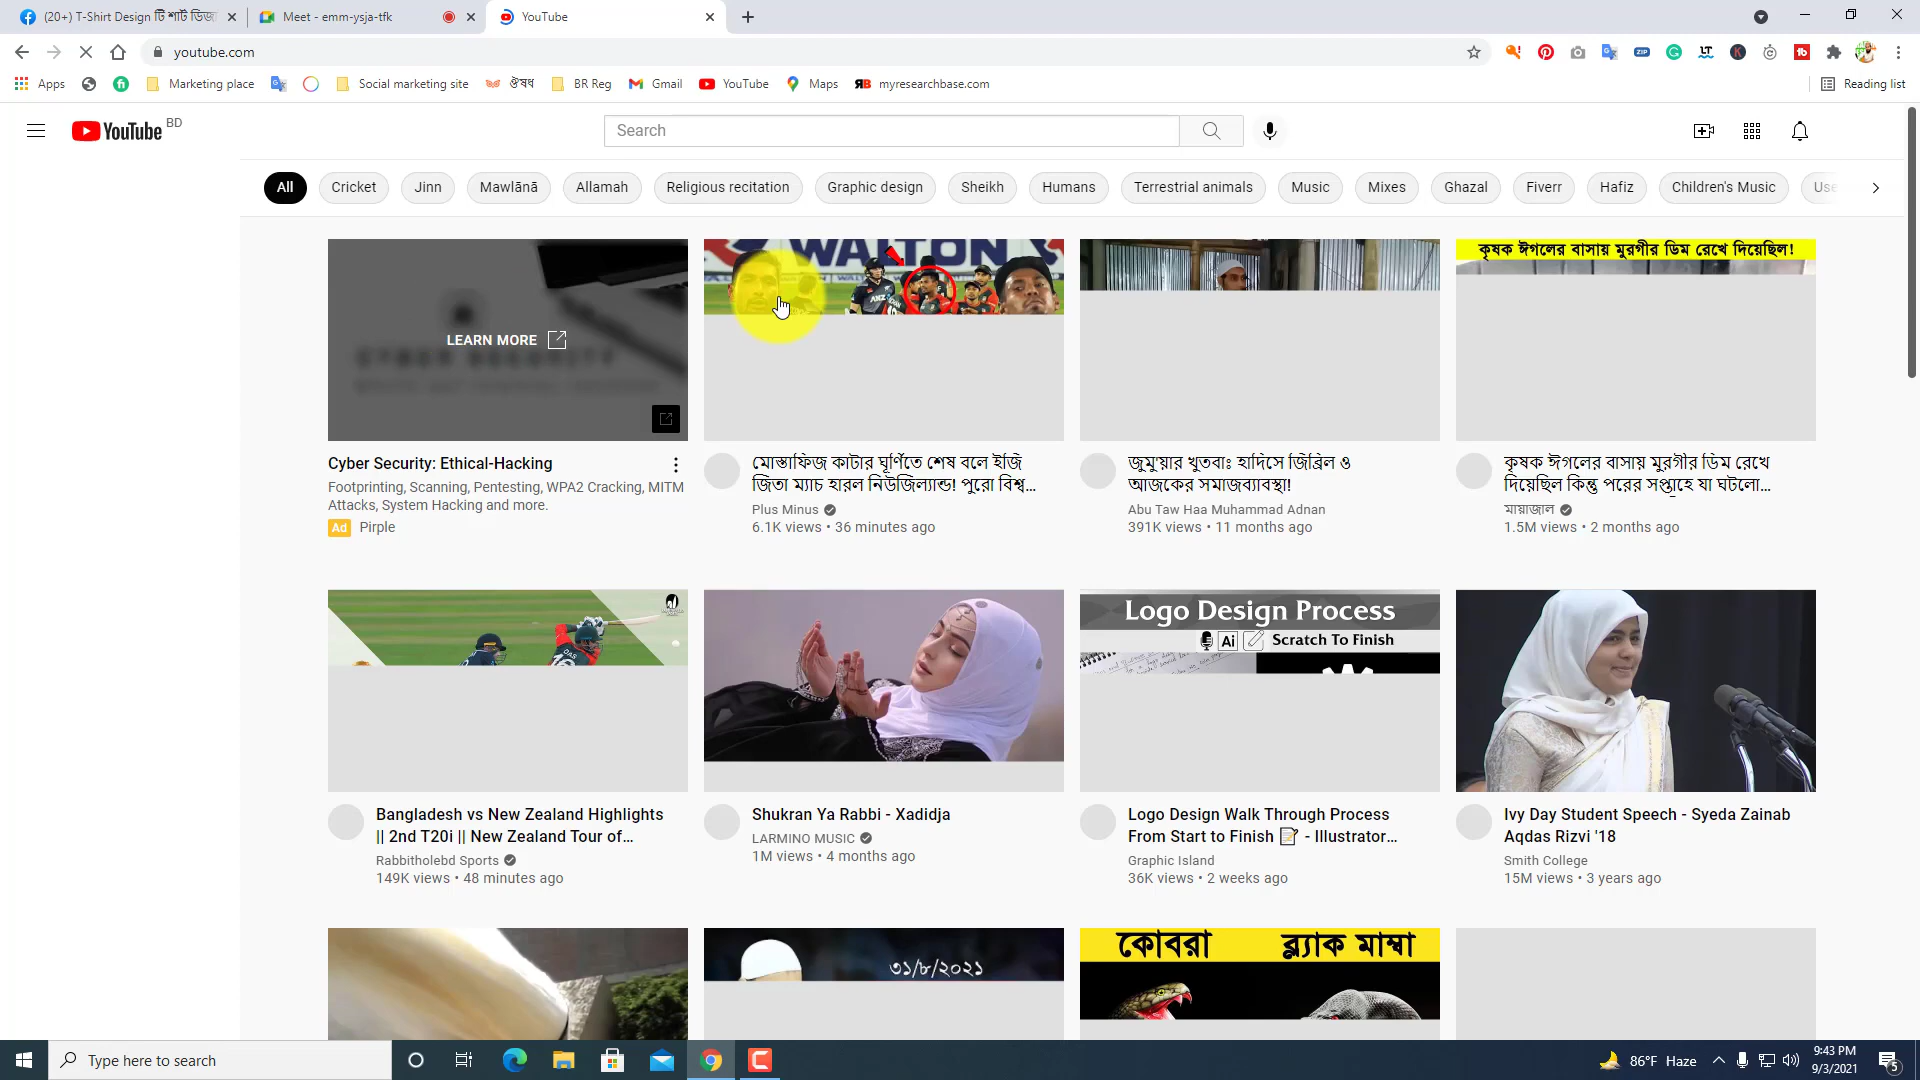 (20+) T-Shirt Design টি শার্ট ডিজা
Meet - emm-ysja-tfk
YouTube
youtube.com
Apps
Marketing place
Social marketing site
ঔষধ
BR Reg
Gmail
YouTube
Maps
RB myresearchbase.com
Reading list
YouTube BD
Search
All
Cricket
Jinn
Mawlānā
Allamah
Religious recitation
Graphic design
Sheikh
Humans
Terrestrial animals
Music
Mixes
Ghazal
Fiverr
Hafiz
Children's Music
Use
LEARN MORE
CYBER SECURITY
WALTON
কৃষক ঈগলের বাসায় মুরগীর ডিম রেখে দিয়েছিল!
Cyber Security: Ethical-Hacking
Footprinting, Scanning, Pentesting, WPA2 Cracking, MITM
Attacks, System Hacking and more.
Ad Pirple
মোস্তাফিজ কাটার ঘূর্ণিতে শেষ বলে ইজি
জিতা ম্যাচ হারল নিউজিল্যান্ড! পুরো বিশ্ব...
Plus Minus
6.1K views • 36 minutes ago
জুমু'য়ার খুতবাঃ হাদিসে জিব্রিল ও
আজকের সমাজব্যাবস্থা!
Abu Taw Haa Muhammad Adnan
391K views • 11 months ago
কৃষক ঈগলের বাসায় মুরগীর ডিম রেখে
দিয়েছিল কিন্তু পরের সপ্তাহে যা ঘটলো...
মায়াজাল
1.5M views • 2 months ago
Logo Design Process
Ai Scratch To Finish
Bangladesh vs New Zealand Highlights
|| 2nd T20i || New Zealand Tour of...
Rabbitholebd Sports
149K views • 48 minutes ago
Shukran Ya Rabbi - Xadidja
LARMINO MUSIC
1M views • 4 months ago
Logo Design Walk Through Process
From Start to Finish 📝 - Illustrator...
Graphic Island
36K views • 2 weeks ago
Ivy Day Student Speech - Syeda Zainab
Aqdas Rizvi '18
Smith College
15M views • 3 years ago
৩১/৮/২০২১
কোবরা ব্ল্যাক মাম্বা
Type here to search
86°F Haze
9:43 PM
9/3/2021
5